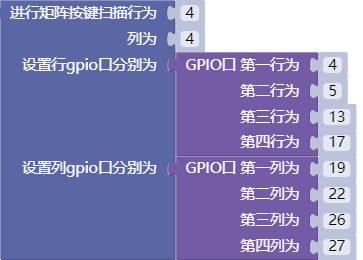 进行矩阵按键扫描行为 4
列为 4
设置行gpio口分别为 GPIO口 第一行为 4
第二行为 5
第三行为 13
第四行为 17
设置列gpio口分别为 GPIO口 第一列为 19
第二列为 22
第三列为 26
第四列为 27